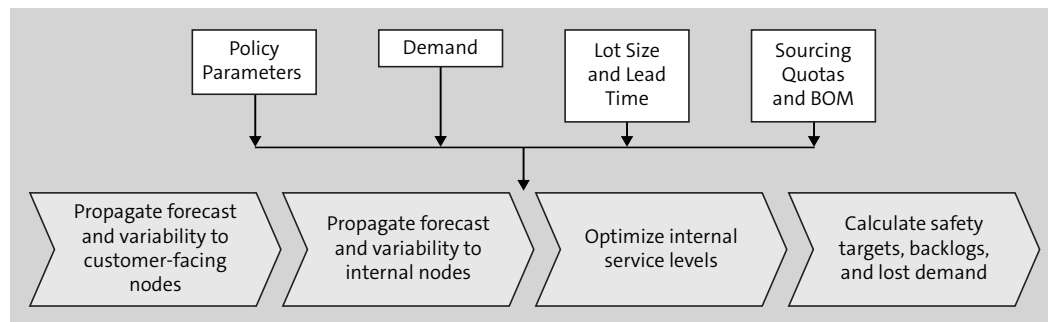 Policy
Parameters
Demand
Lot Size
and Lead
Time
Sourcing
Quotas
and BOM
Propagate forecast
and variability to
customer-facing
nodes
Propagate forecast
and variability to
internal nodes
Optimize internal
service levels
Calculate safety
targets, backlogs,
and lost demand